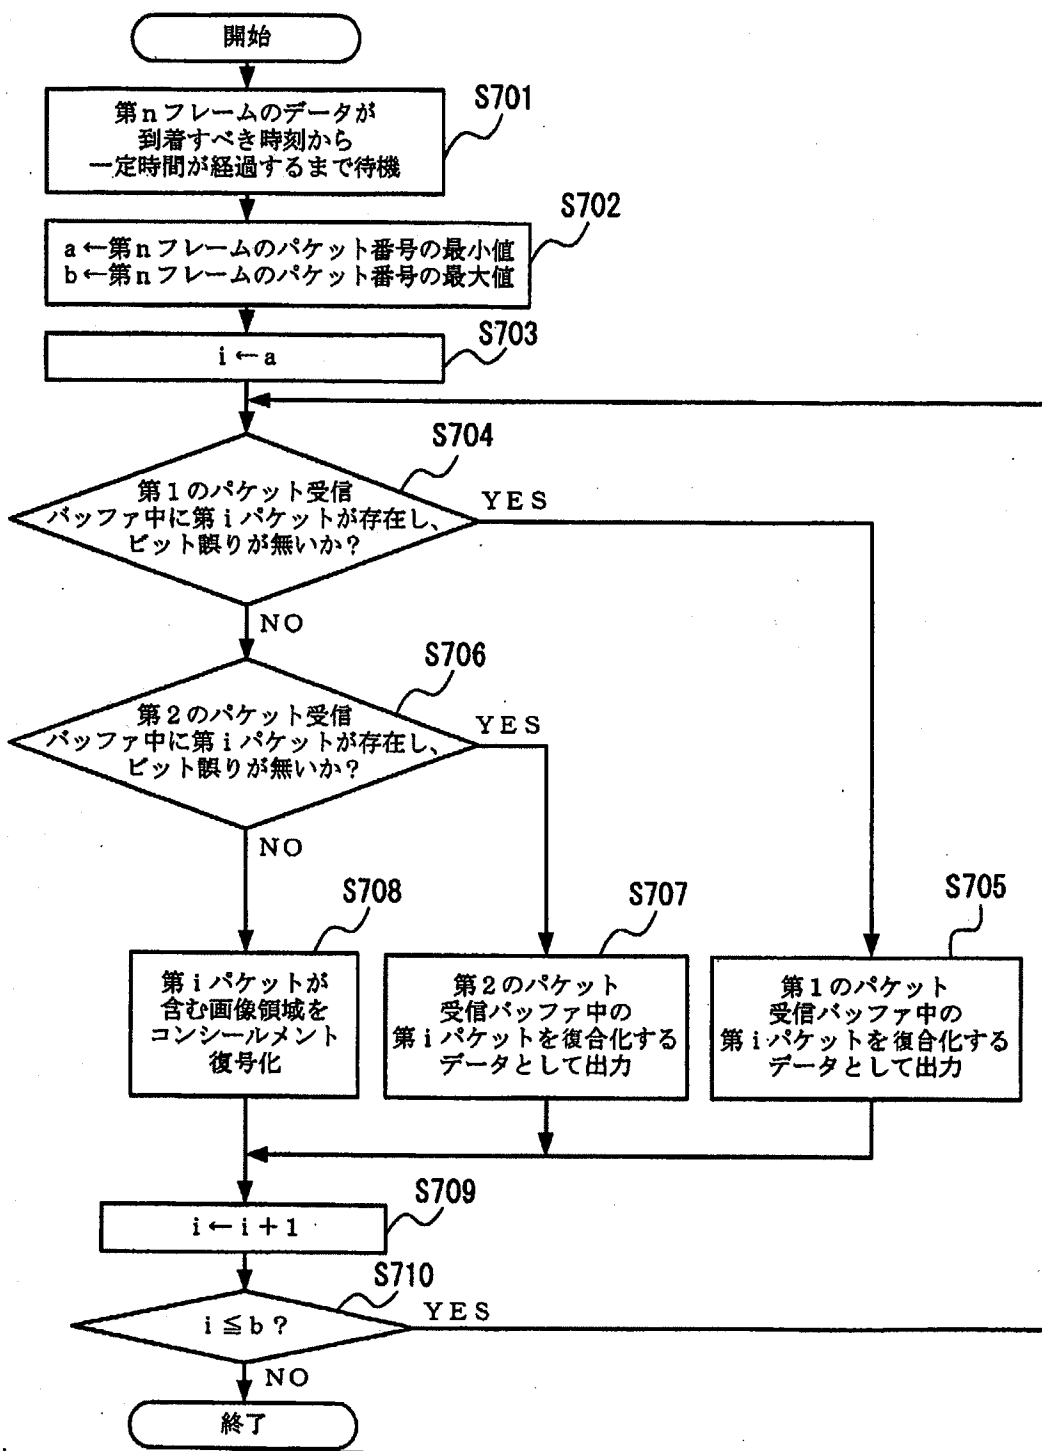 開始
S701
第nフレームのデータが
到着すべき時刻から
一定時間が経過するまで待機
S702
a←第nフレームのパケット番号の最小値
b←第nフレームのパケット番号の最大値
S703
i←a
S704
第1のパケット受信
バッファ中に第iパケットが存在し、
ビット誤りが無いか?
YES
NO
S706
第2のパケット受信
バッファ中に第iパケットが存在し、
ビット誤りが無いか?
YES
NO
S708
第iパケットが
含む画像領域を
コンシールメント
復号化
S707
第2のパケット
受信バッファ中の
第iパケットを復合化する
データとして出力
S705
第1のパケット
受信バッファ中の
第iパケットを復合化する
データとして出力
S709
i←i+1
S710
i≦b?
YES
NO
終了